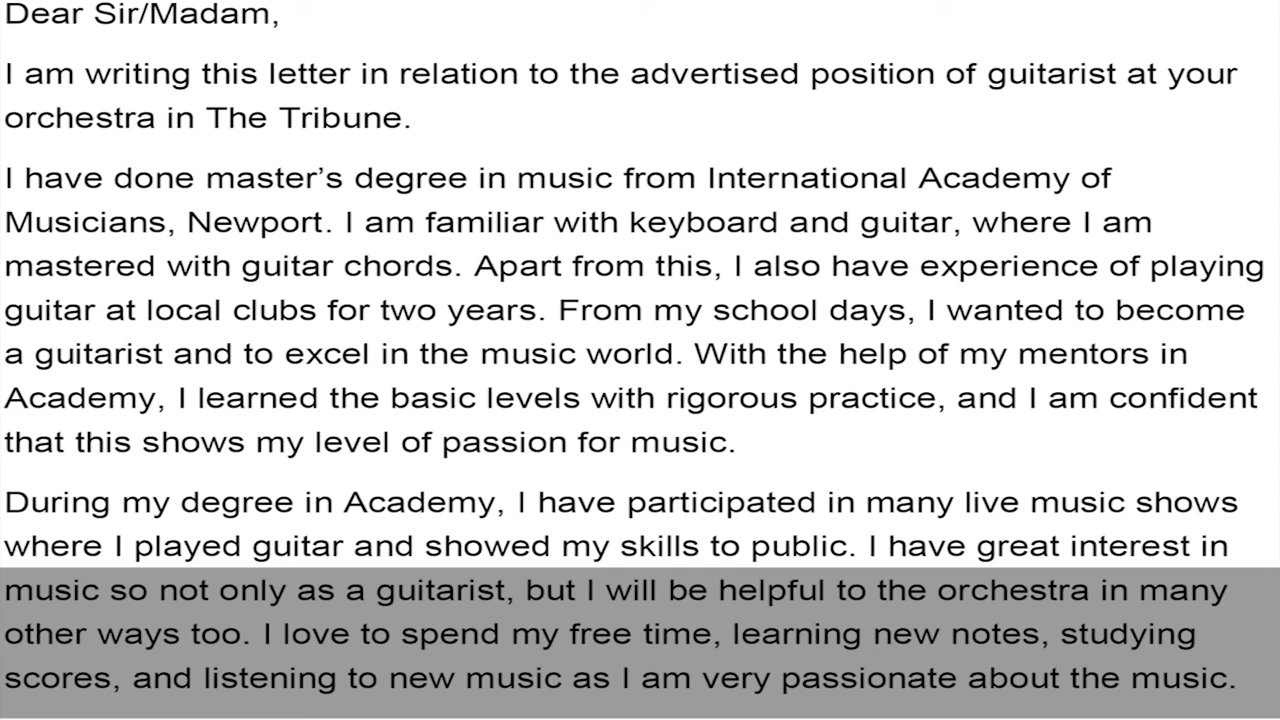 Dear Sir/Madam,
I am writing this letter in relation to the advertised position of guitarist at your
orchestra in The Tribune.
I have done master’s degree in music from International Academy of
Musicians, Newport. I am familiar with keyboard and guitar, where I am
mastered with guitar chords. Apart from this, I also have experience of playing
guitar at local clubs for two years. From my school days, I wanted to become
a guitarist and to excel in the music world. With the help of my mentors in
Academy, I learned the basic levels with rigorous practice, and I am confident
that this shows my level of passion for music.
During my degree in Academy, I have participated in many live music shows
where I played guitar and showed my skills to public. I have great interest in
music so not only as a guitarist, but I will be helpful to the orchestra in many
other ways too. I love to spend my free time, learning new notes, studying
scores, and listening to new music as I am very passionate about the music.